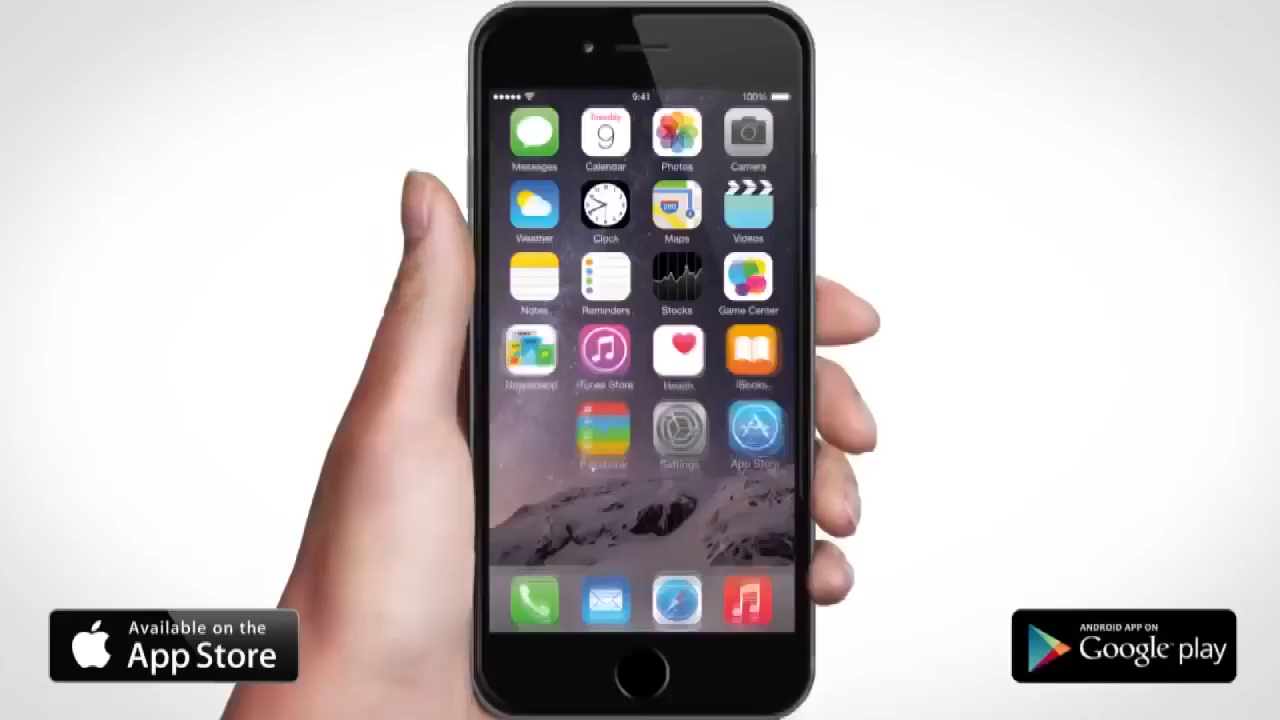 9:41
100%
Messages
Tuesday
9
Calendar
Photos
Camera
Weather
Clock
280
Maps
Videos
Notes
Reminders
Stocks
Game Center
Newsstand
iTunes Store
Health
iBooks
Passbook
Settings
App Store
Available on the
App Store
ANDROID APP ON
Google play